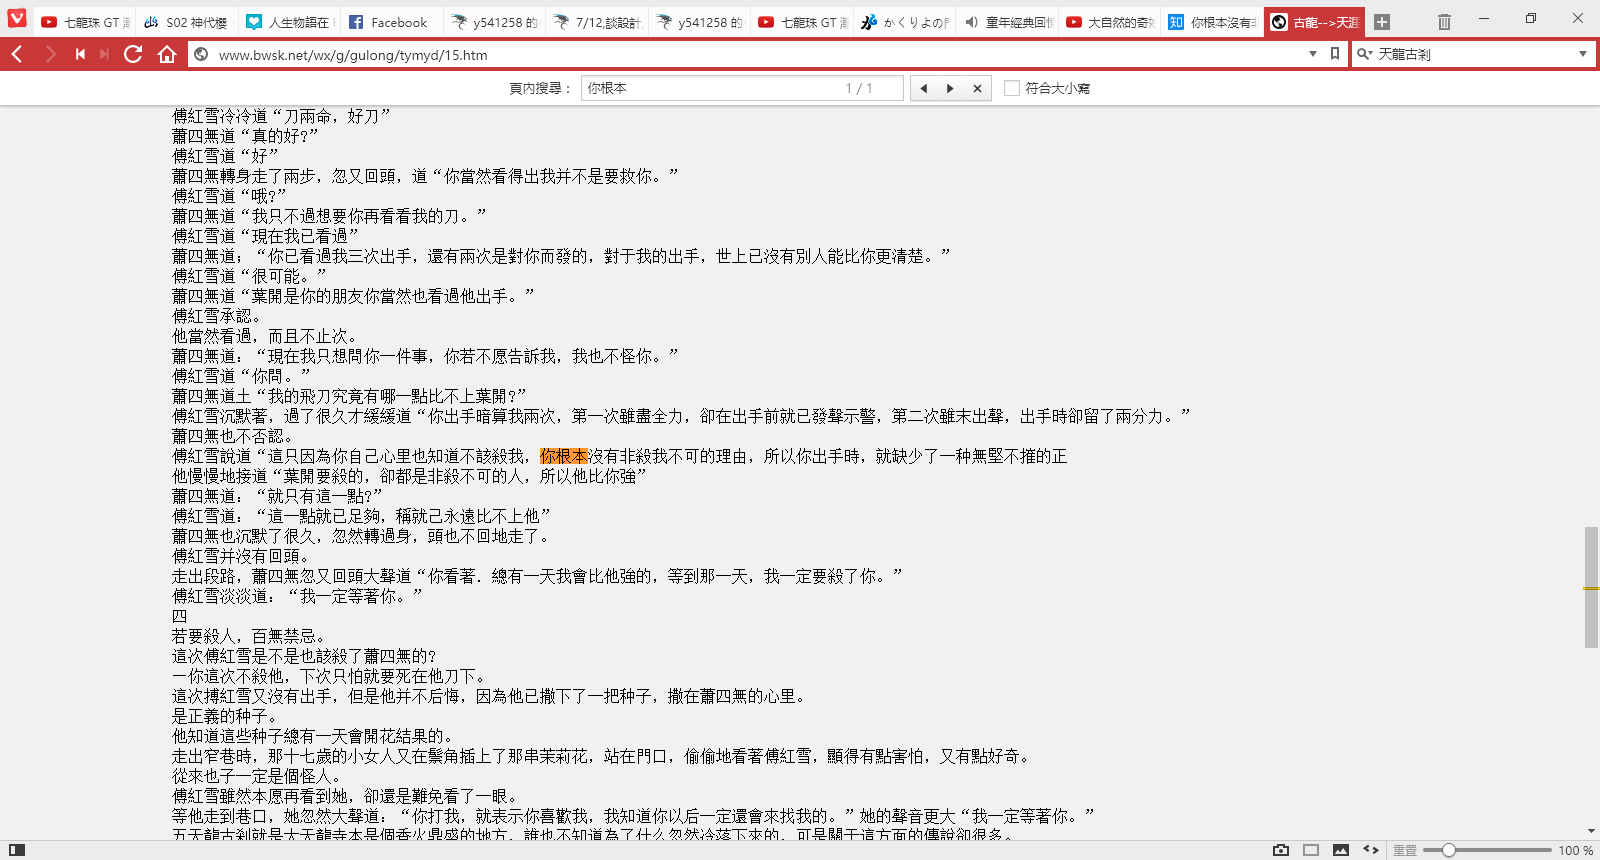 七龍珠 GT 瀏 S02 神代櫻 人生物語在 F Facebook y541258 的 7/12,談設計 y541258 的 七龍珠 GT 瀏 かくりよの門 童年經典回憶 大自然的奇妙 知 你根本沒有非 古龍-->天涯
www.bwsk.net/wx/g/gulong/tymyd/15.htm 天龍古剎
頁內搜尋： 你根本 1 / 1 符合大小寫
傅紅雪冷冷道“刀兩命，好刀”
蕭四無道“真的好?”
傅紅雪道“好”
蕭四無轉身走了兩步，忽又回頭，道“你當然看得出我并不是要救你。”
傅紅雪道“哦?”
蕭四無道“我只不過想要你再看看我的刀。”
傅紅雪道“現在我已看過”
蕭四無道；“你已看過我三次出手，還有兩次是對你而發的，對于我的出手，世上已沒有別人能比你更清楚。”
傅紅雪道“很可能。”
蕭四無道“葉開是你的朋友你當然也看過他出手。”
傅紅雪承認。
他當然看過，而且不止次。
蕭四無道：“現在我只想問你一件事，你若不愿告訴我，我也不怪你。”
傅紅雪道“你問。”
蕭四無道土“我的飛刀究竟有哪一點比不上葉開?”
傅紅雪沉默著，過了很久才緩緩道“你出手暗算我兩次，第一次雖盡全力，卻在出手前就已發聲示警，第二次雖末出聲，出手時卻留了兩分力。”
蕭四無也不否認。
傅紅雪說道“這只因為你自己心里也知道不該殺我，你根本沒有非殺我不可的理由，所以你出手時，就缺少了一种無堅不摧的正
他慢慢地接道“葉開要殺的，卻都是非殺不可的人，所以他比你強”
蕭四無道：“就只有這一點?”
傅紅雪道：“這一點就已足夠，稱就己永遠比不上他”
蕭四無也沉默了很久，忽然轉過身，頭也不回地走了。
傅紅雪并沒有回頭。
走出段路，蕭四無忽又回頭大聲道“你看著．總有一天我會比他強的，等到那一天，我一定要殺了你。”
傅紅雪淡淡道：“我一定等著你。”
四
若要殺人，百無禁忌。
這次傅紅雪是不是也該殺了蕭四無的?
一你這次不殺他，下次只怕就要死在他刀下。
這次搏紅雪又沒有出手，但是他并不后悔，因為他已撒下了一把种子，撒在蕭四無的心里。
是正義的种子。
他知道這些种子總有一天會開花結果的。
走出窄巷時，那十七歲的小女人又在鬃角插上了那串茉莉花，站在門口，偷偷地看著傅紅雪，顯得有點害怕，又有點好奇。
從來也子一定是個怪人。
傅紅雪雖然本愿再看到她，卻還是難免看了一眼。
等他走到巷口，她忽然大聲道：“你打我，就表示你喜歡我，我知道你以后一定還會來找我的。”她的聲音更大“我一定等著你。”
五天龍古剎就是大天龍寺本是個香火鼎盛的地方，誰也不知道為了什么忽然冷落下來的，可是關于這方面的傳說卻很多。
重置 100 %